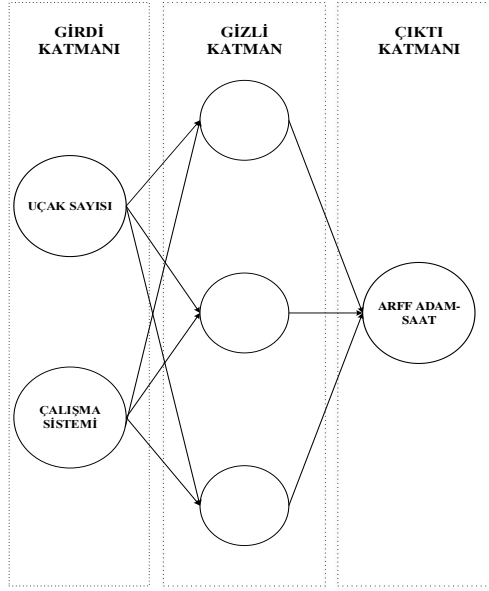 GİRDİ
KATMANI
GİZLİ
KATMAN
ÇIKTI
KATMANI
UÇAK SAYISI
ÇALIŞMA
SİSTEMİ
ARFF ADAM-
SAAT